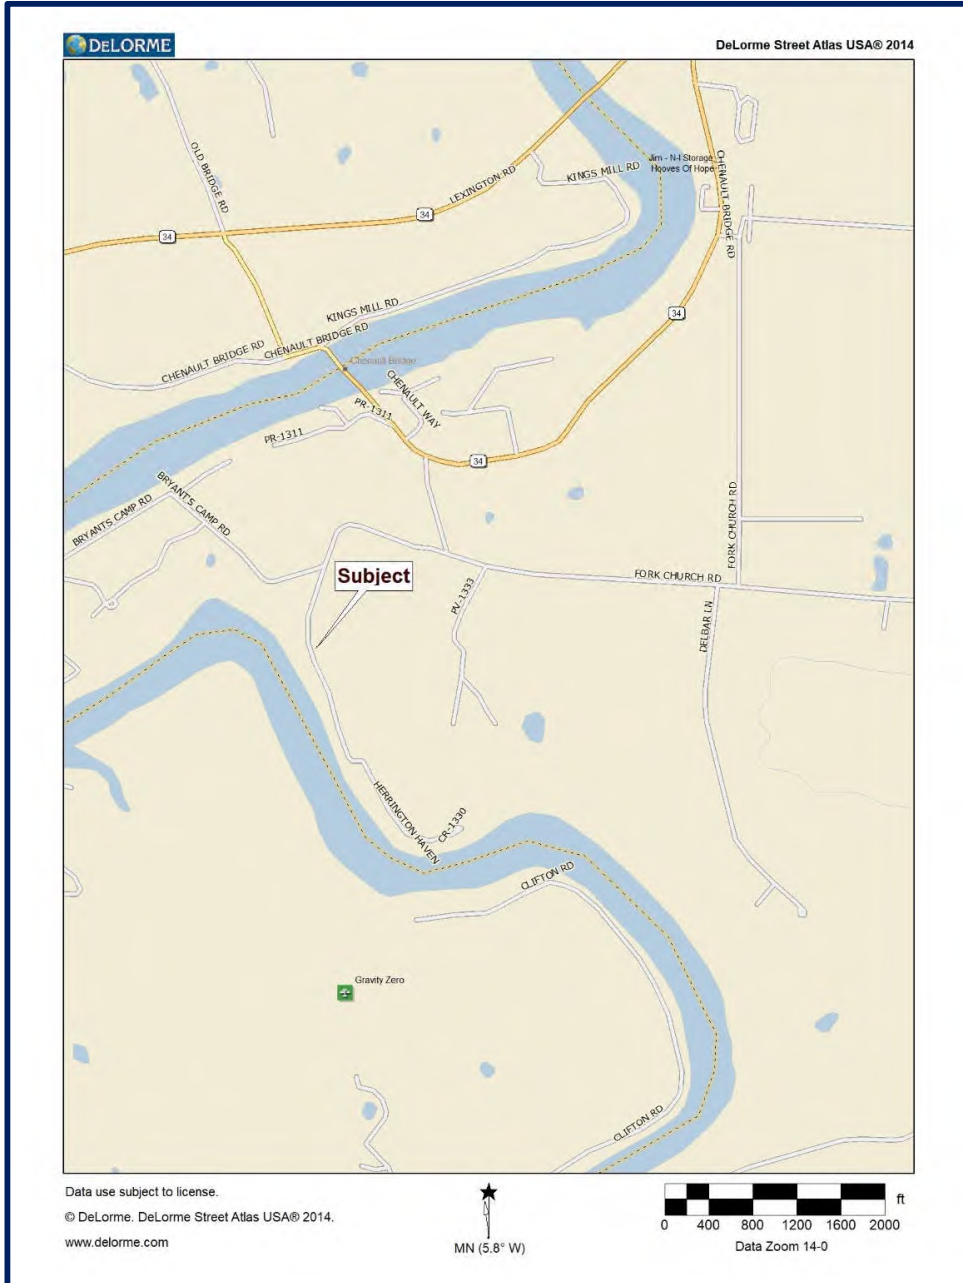 DELORME
DeLorme Street Atlas USA® 2014
OLD BRIDGE RD
LEXINGTON RD
KINGS MILL RD
Jim - N-I Storage
Hooves Of Hope
CHENAULT BRIDGE RD
34
34
KINGS MILL RD
34
CHENAULT BRIDGE RD
CHENAULT BRIDGE RD
Chenault Bridge
CHENAULT WAY
PR-1311
PR-1311
34
BRYANTS CAMP RD
BRYANTS CAMP RD
FORK CHURCH RD
Subject
FORK CHURCH RD
PV-1333
DELBAR LN
HERRINGTON HAVEN
CR-1330
CLIFTON RD
Gravity Zero
CLIFTON RD
Data use subject to license.
© DeLorme. DeLorme Street Atlas USA® 2014.
www.delorme.com
MN (5.8° W)
ft
0 400 800 1200 1600 2000
Data Zoom 14-0